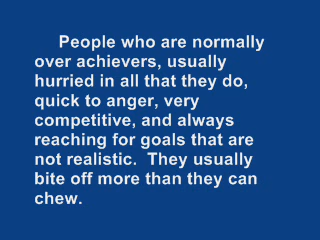 People who are normally
over achievers, usually
hurried in all that they do,
quick to anger, very
competitive, and always
reaching for goals that are
not realistic.  They usually
bite off more than they can
chew.